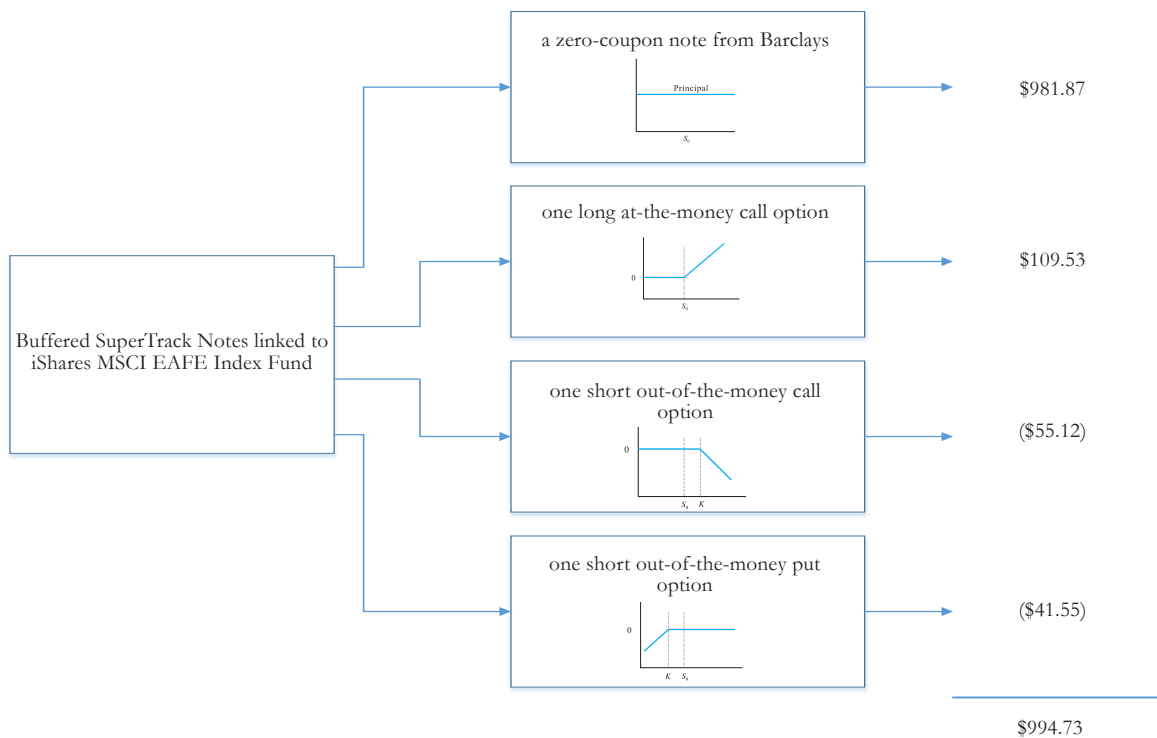 a zero-coupon note from Barclays
Principal
S₀
$981.87
one long at-the-money call option
0
S₀
$109.53
Buffered SuperTrack Notes linked to
iShares MSCI EAFE Index Fund
one short out-of-the-money call
option
0
S₀ K
($55.12)
one short out-of-the-money put
option
0
K S₀
($41.55)
$994.73